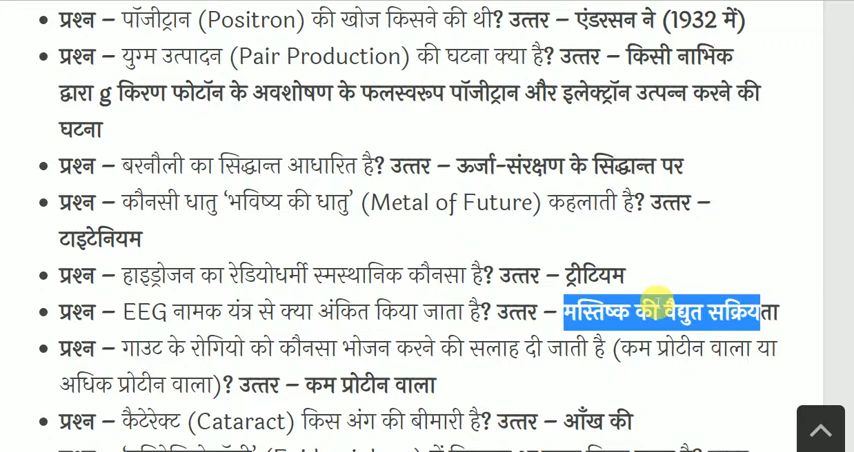 • प्रश्न – पॉजीट्रान (Positron) की खोज किसने की थी? उत्तर – एंडरसन ने (1932 में)
• प्रश्न – युग्म उत्पादन (Pair Production) की घटना क्या है? उत्तर – किसी नाभिक
द्वारा g किरण फोटॉन के अवशोषण के फलस्वरूप पॉजीट्रान और इलेक्ट्रॉन उत्पन्न करने की
घटना
• प्रश्न – बरनौली का सिद्धान्त आधारित है? उत्तर – ऊर्जा-संरक्षण के सिद्धान्त पर
• प्रश्न – कौनसी धातु ‘भविष्य की धातु’ (Metal of Future) कहलाती है? उत्तर –
टाइटेनियम
• प्रश्न – हाइड्रोजन का रेडियोधर्मी स्मस्थानिक कौनसा है? उत्तर – ट्रीटियम
• प्रश्न – EEG नामक यंत्र से क्या अंकित किया जाता है? उत्तर – मस्तिष्क की वैद्युत सक्रियता
• प्रश्न – गाउट के रोगियो को कौनसा भोजन करने की सलाह दी जाती है (कम प्रोटीन वाला या
अधिक प्रोटीन वाला)? उत्तर – कम प्रोटीन वाला
• प्रश्न – कैटेरेक्ट (Cataract) किस अंग की बीमारी है? उत्तर – आँख की